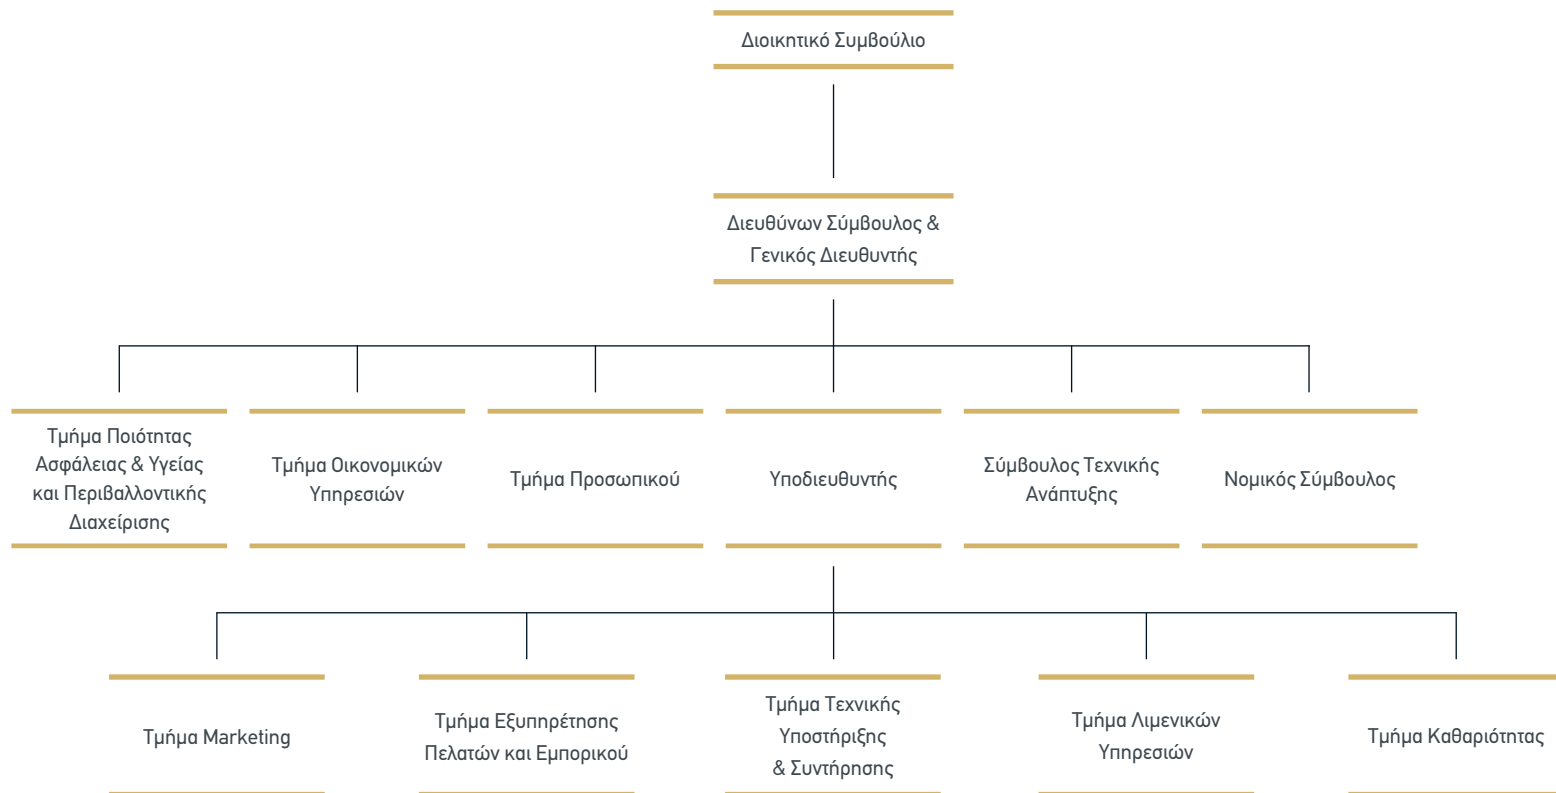 Διοικητικό Συμβούλιο
Διευθύνων Σύμβουλος &
Γενικός Διευθυντής
Τμήμα Ποιότητας
Ασφάλειας & Υγείας
και Περιβαλλοντικής
Διαχείρισης
Τμήμα Οικονομικών
Υπηρεσιών
Τμήμα Προσωπικού
Υποδιευθυντής
Σύμβουλος Τεχνικής
Ανάπτυξης
Νομικός Σύμβουλος
Τμήμα Marketing
Τμήμα Εξυπηρέτησης
Πελατών και Εμπορικού
Τμήμα Τεχνικής
Υποστήριξης
& Συντήρησης
Τμήμα Λιμενικών
Υπηρεσιών
Τμήμα Καθαριότητας